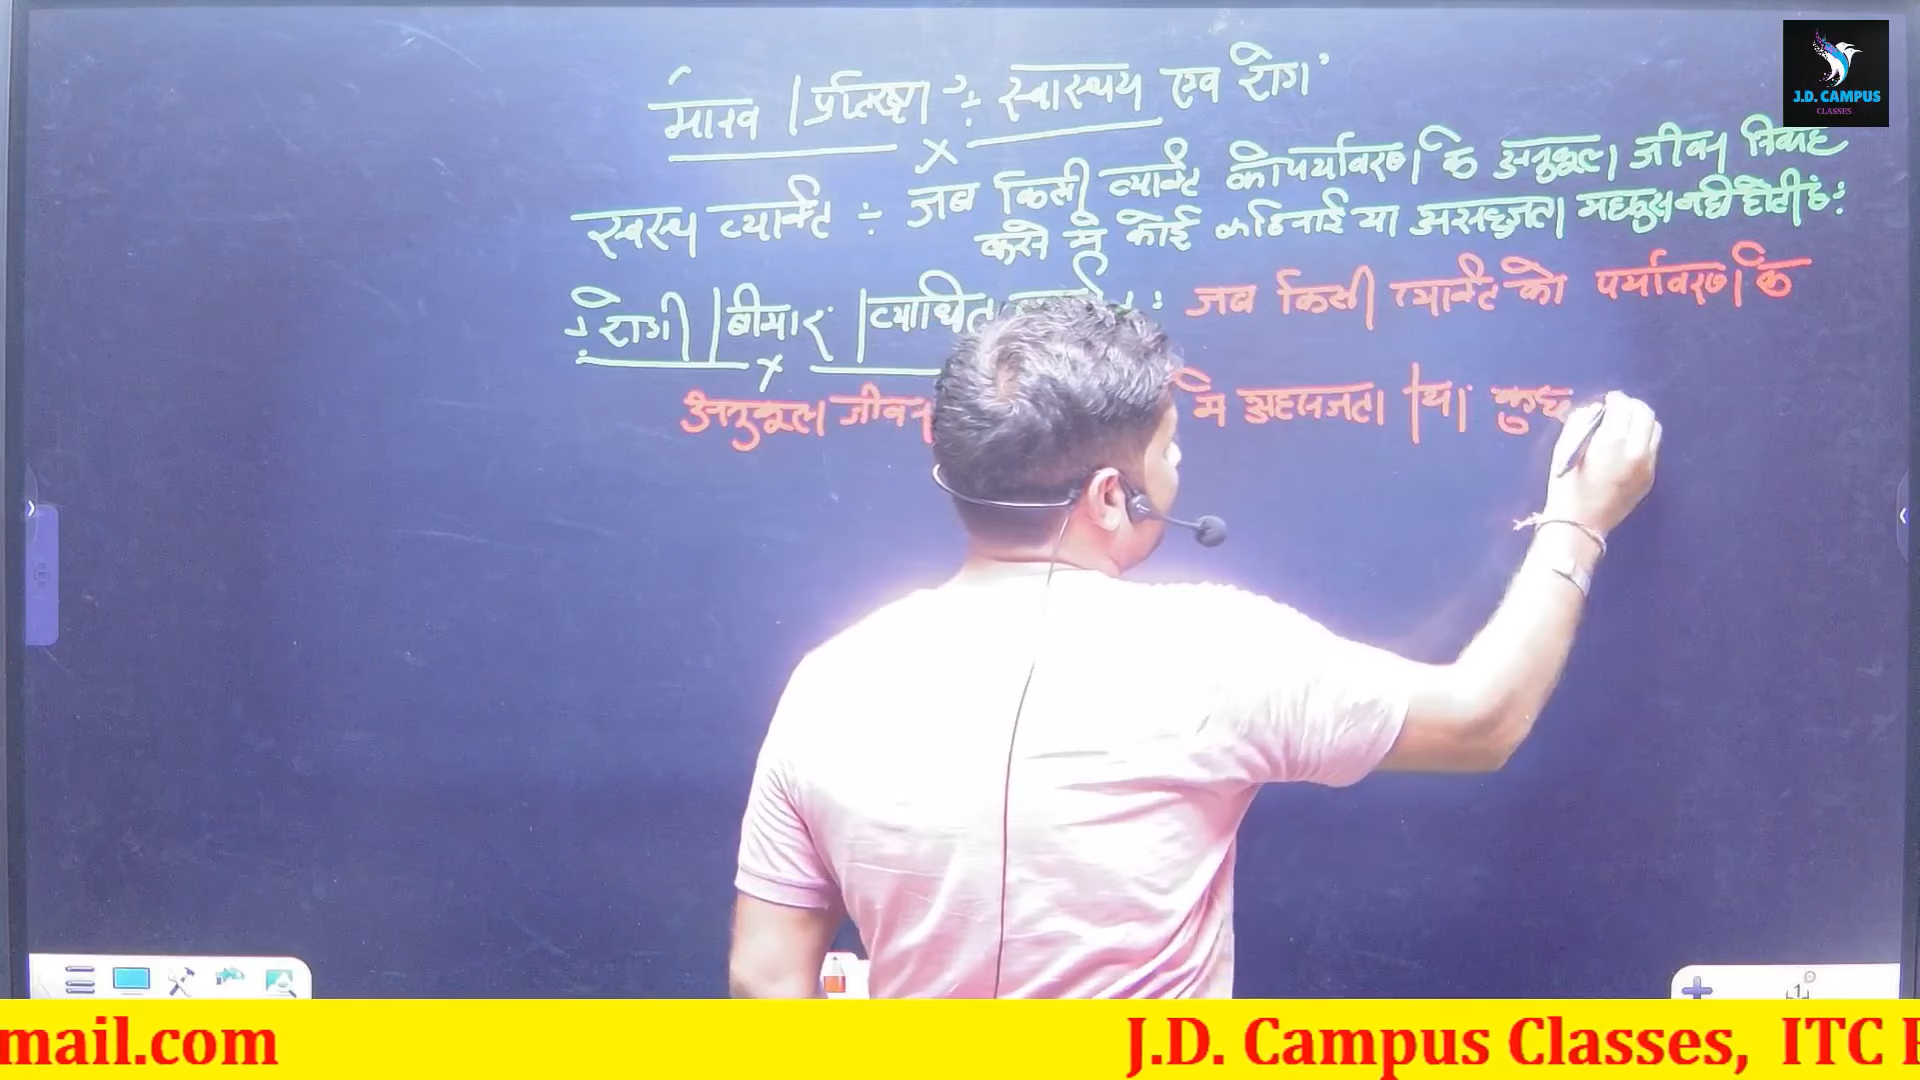 J.D. CAMPUS
CLASSES
मानव | प्रतिरक्षा ÷ स्वास्थय एव रोग
स्वस्थ व्यक्ति ÷ जब किसी व्यक्ति को पर्यावरण के अनुकूल जीवन निर्वाह
करने मे कोई कठिनाई या असहजता महसुस नही होती है:
रोगी | बीमार | व्याधित : जब किसी व्यक्ति को पर्यावरण के
अनुकूल जीवन मे असहजता | या कुछ
mail.com J.D. Campus Classes, ITC